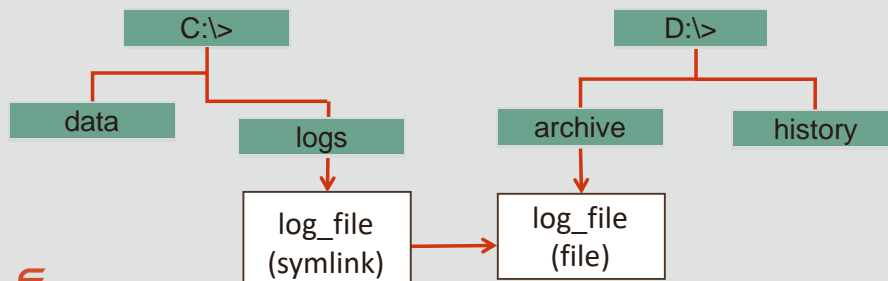 C:\>
D:\>
data
logs
archive
history
log_file
(symlink)
log_file
(file)